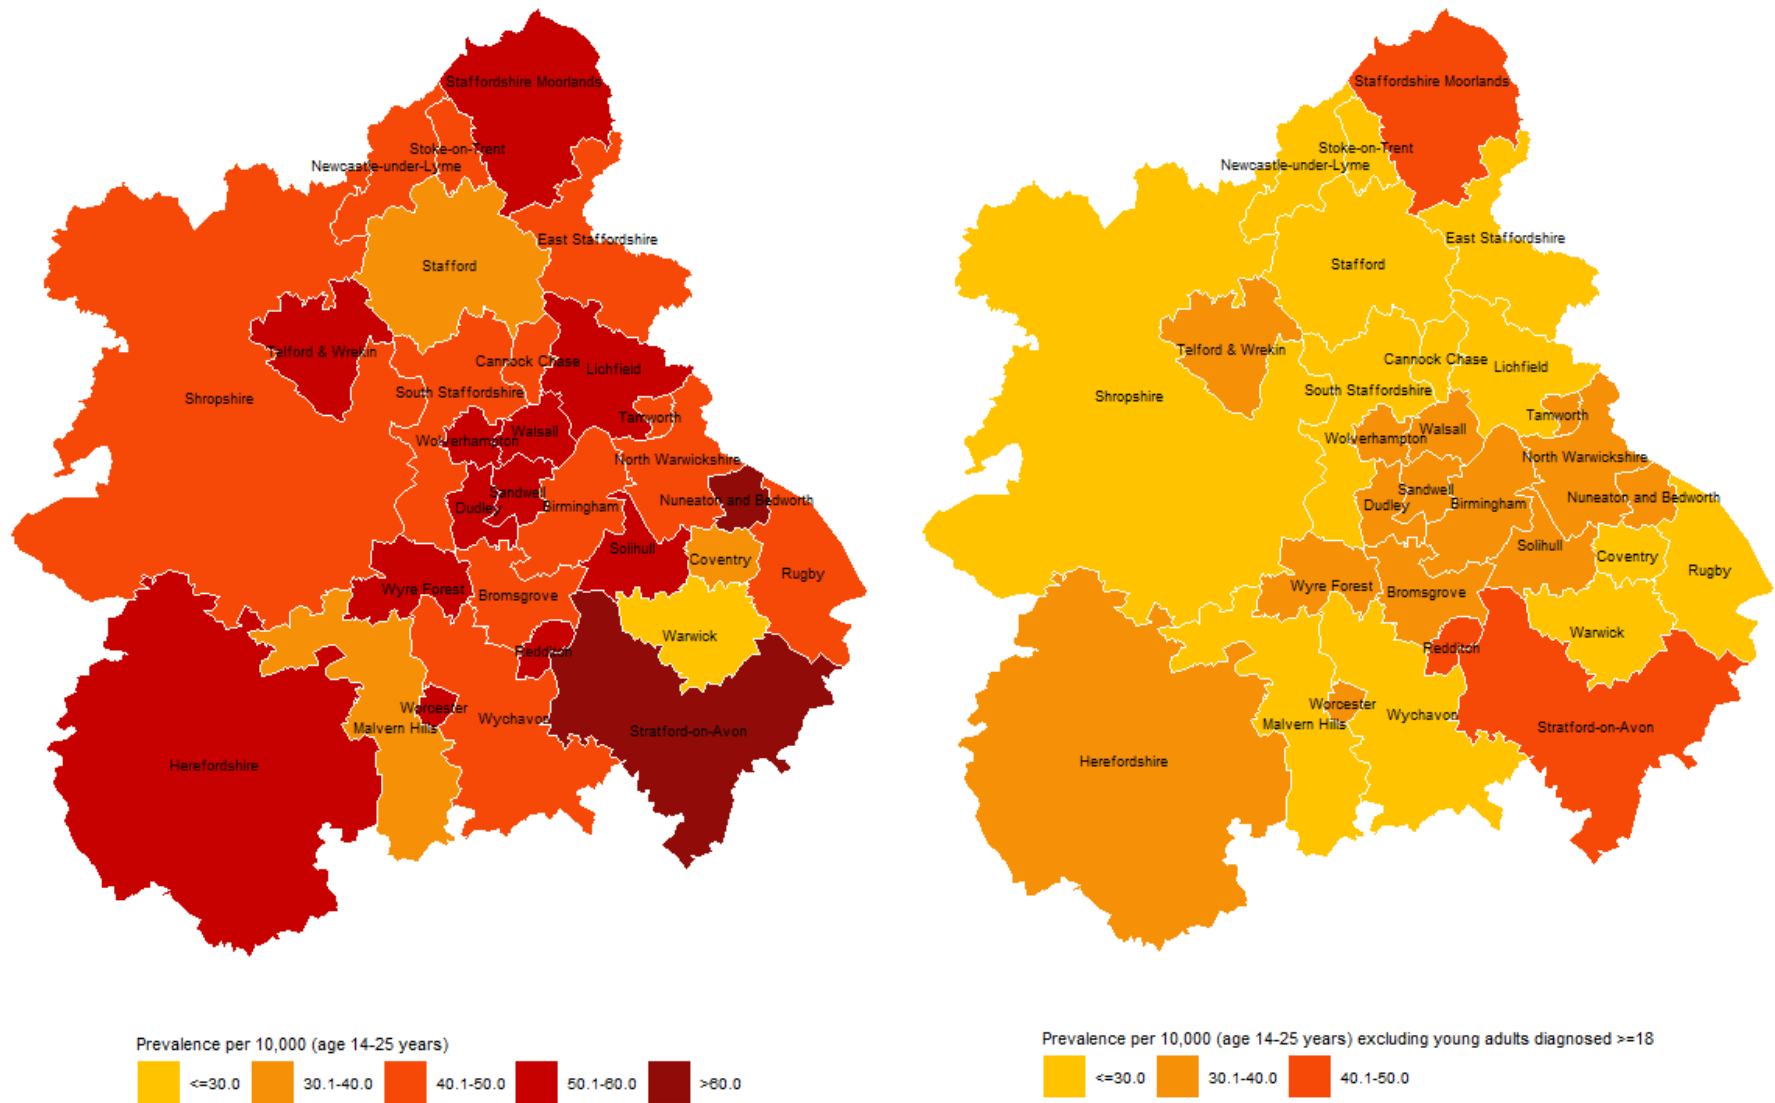 Staffordshire Moorlands
Stoke-on-Trent
Newcastle-under-Lyme
East Staffordshire
Stafford
Telford & Wrekin
Cannock Chase
Lichfield
South Staffordshire
Shropshire
Tamworth
Walsall
Wolverhampton
North Warwickshire
Sandwell
Nuneaton and Bedworth
Dudley
Birmingham
Solihull
Coventry
Rugby
Wyre Forest
Bromsgrove
Warwick
Redditch
Worcester
Wychavon
Malvern Hills
Stratford-on-Avon
Herefordshire
Prevalence per 10,000 (age 14-25 years)
<=30.0 30.1-40.0 40.1-50.0 50.1-60.0 >60.0
Staffordshire Moorlands
Stoke-on-Trent
Newcastle-under-Lyme
East Staffordshire
Stafford
Telford & Wrekin
Cannock Chase
Lichfield
South Staffordshire
Shropshire
Tamworth
Walsall
Wolverhampton
North Warwickshire
Sandwell
Nuneaton and Bedworth
Dudley
Birmingham
Solihull
Coventry
Rugby
Wyre Forest
Bromsgrove
Warwick
Redditch
Worcester
Wychavon
Malvern Hills
Stratford-on-Avon
Herefordshire
Prevalence per 10,000 (age 14-25 years) excluding young adults diagnosed >=18
<=30.0 30.1-40.0 40.1-50.0